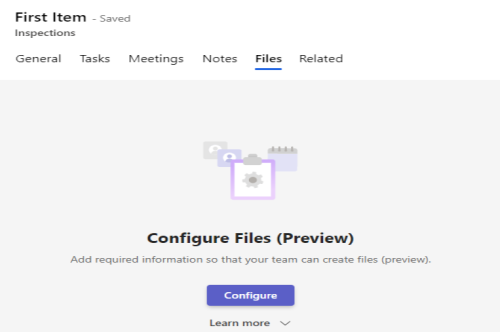 First Item - Saved
Inspections
General Tasks Meetings Notes Files Related
Configure Files (Preview)
Add required information so that your team can create files (preview).
Configure
Learn more